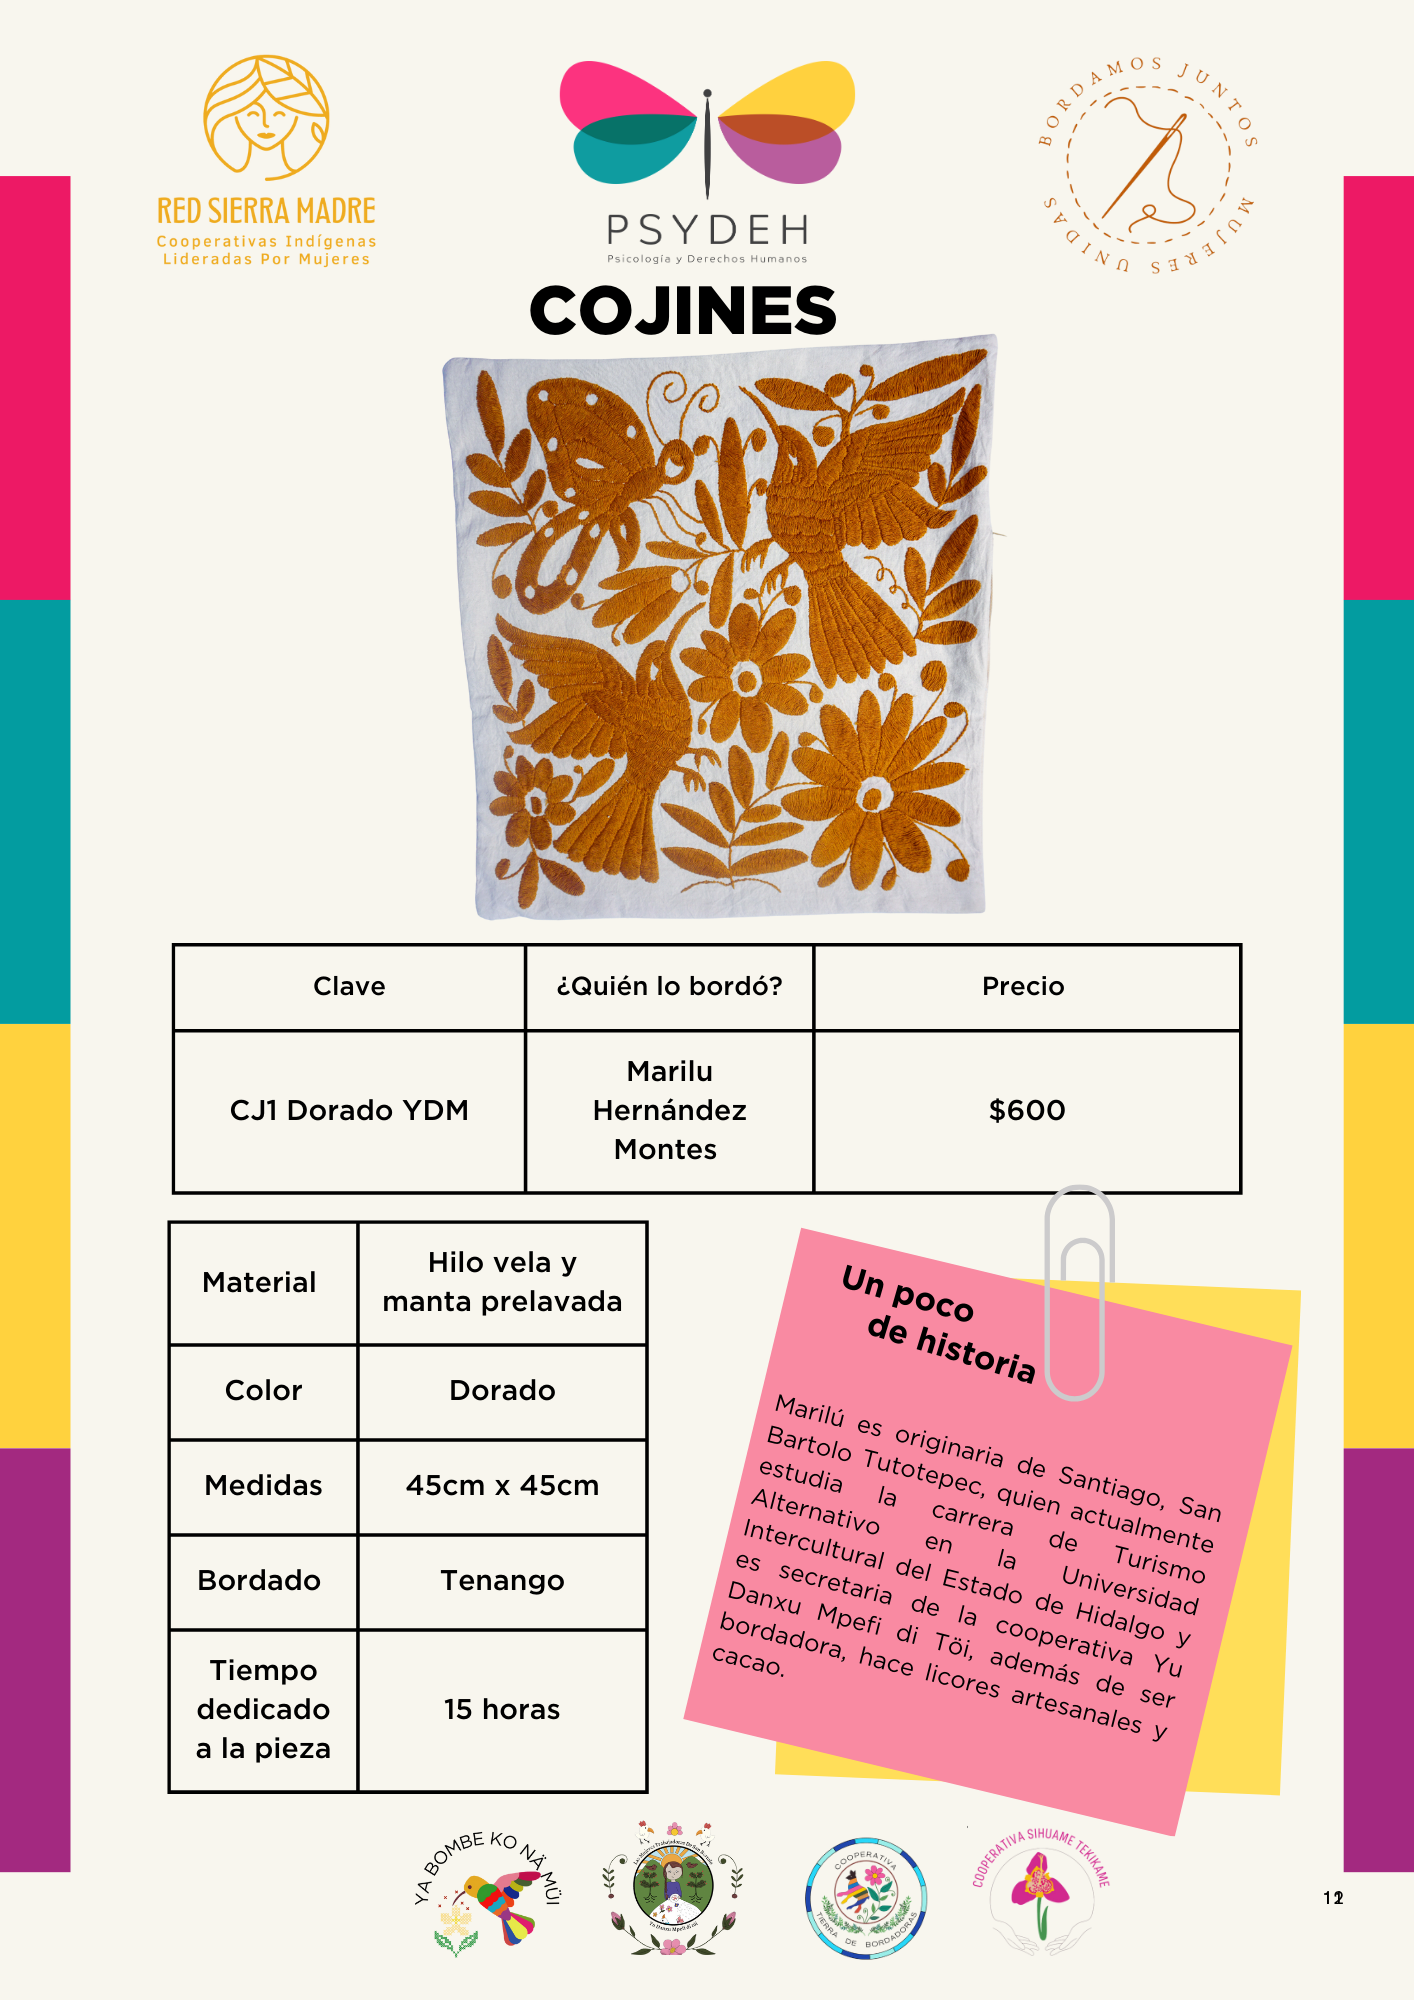 RED SIERRA MADRE
Cooperativas Indígenas
Lideradas Por Mujeres
PSYDEH
Psicología y Derechos Humanos
BORDAMOS JUNTOS
MUJERES UNIDAS
COJINES
Clave
¿Quién lo bordó?
Precio
CJ1 Dorado YDM
Marilu
Hernández
Montes
$600
Material
Hilo vela y
manta prelavada
Color
Dorado
Medidas
45cm x 45cm
Bordado
Tenango
Tiempo
dedicado
a la pieza
15 horas
Un poco
de historia
Marilú es originaria de Santiago, San
Bartolo Tutotepec, quien actualmente
estudia la carrera de Turismo
Alternativo en la Universidad
Intercultural del Estado de Hidalgo y
es secretaria de la cooperativa Yu
Danxu Mpefi di Töi, además de ser
bordadora, hace licores artesanales y
cacao.
YA BOMBE KO NÄ MÜI
COOPERATIVA
TIERRA DE BORDADORAS
COOPERATIVA SIHUAME TEKIKAME